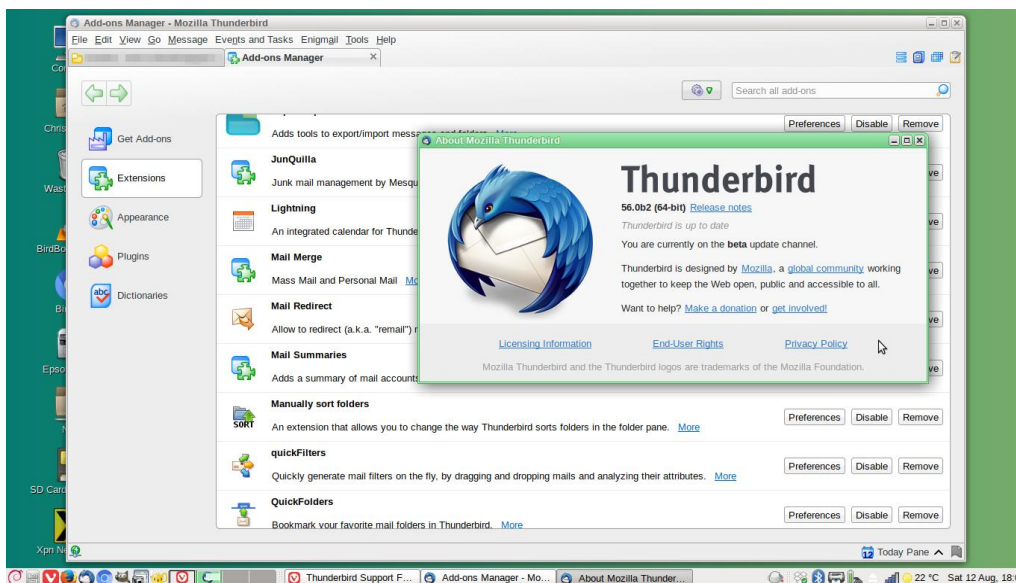 Add-ons Manager - Mozilla Thunderbird
File Edit View Go Message Events and Tasks Enigmail Tools Help
Add-ons Manager
Search all add-ons
Get Add-ons
Extensions
Appearance
Plugins
Dictionaries
Adds tools to export/import
Preferences Disable Remove
JunQuilla
Junk mail management by
Lightning
An integrated calendar for
Mail Merge
Mass Mail and Personal Mail
Mail Redirect
Allow to redirect (a.k.a. "remail")
Mail Summaries
Adds a summary of mail
Manually sort folders
An extension that allows you to change the way Thunderbird sorts folders in the folder pane. More
Preferences Disable Remove
quickFilters
Quickly generate mail filters on the fly, by dragging and dropping mails and analyzing their attributes. More
Preferences Disable Remove
QuickFolders
Bookmark your favorite mail folders in Thunderbird. More
Preferences Disable Remove
About Mozilla Thunderbird
Thunderbird
56.0b2 (64-bit) Release notes
Thunderbird is up to date
You are currently on the beta update channel.
Thunderbird is designed by Mozilla, a global community working
together to keep the Web open, public and accessible to all.
Want to help? Make a donation or get involved!
Licensing Information End-User Rights Privacy Policy
Mozilla Thunderbird and the Thunderbird logos are trademarks of the Mozilla Foundation.
12 Today Pane
SD Card
Thunderbird Support F... Add-ons Manager - Mo... About Mozilla Thunder...
22 °C Sat 12 Aug,